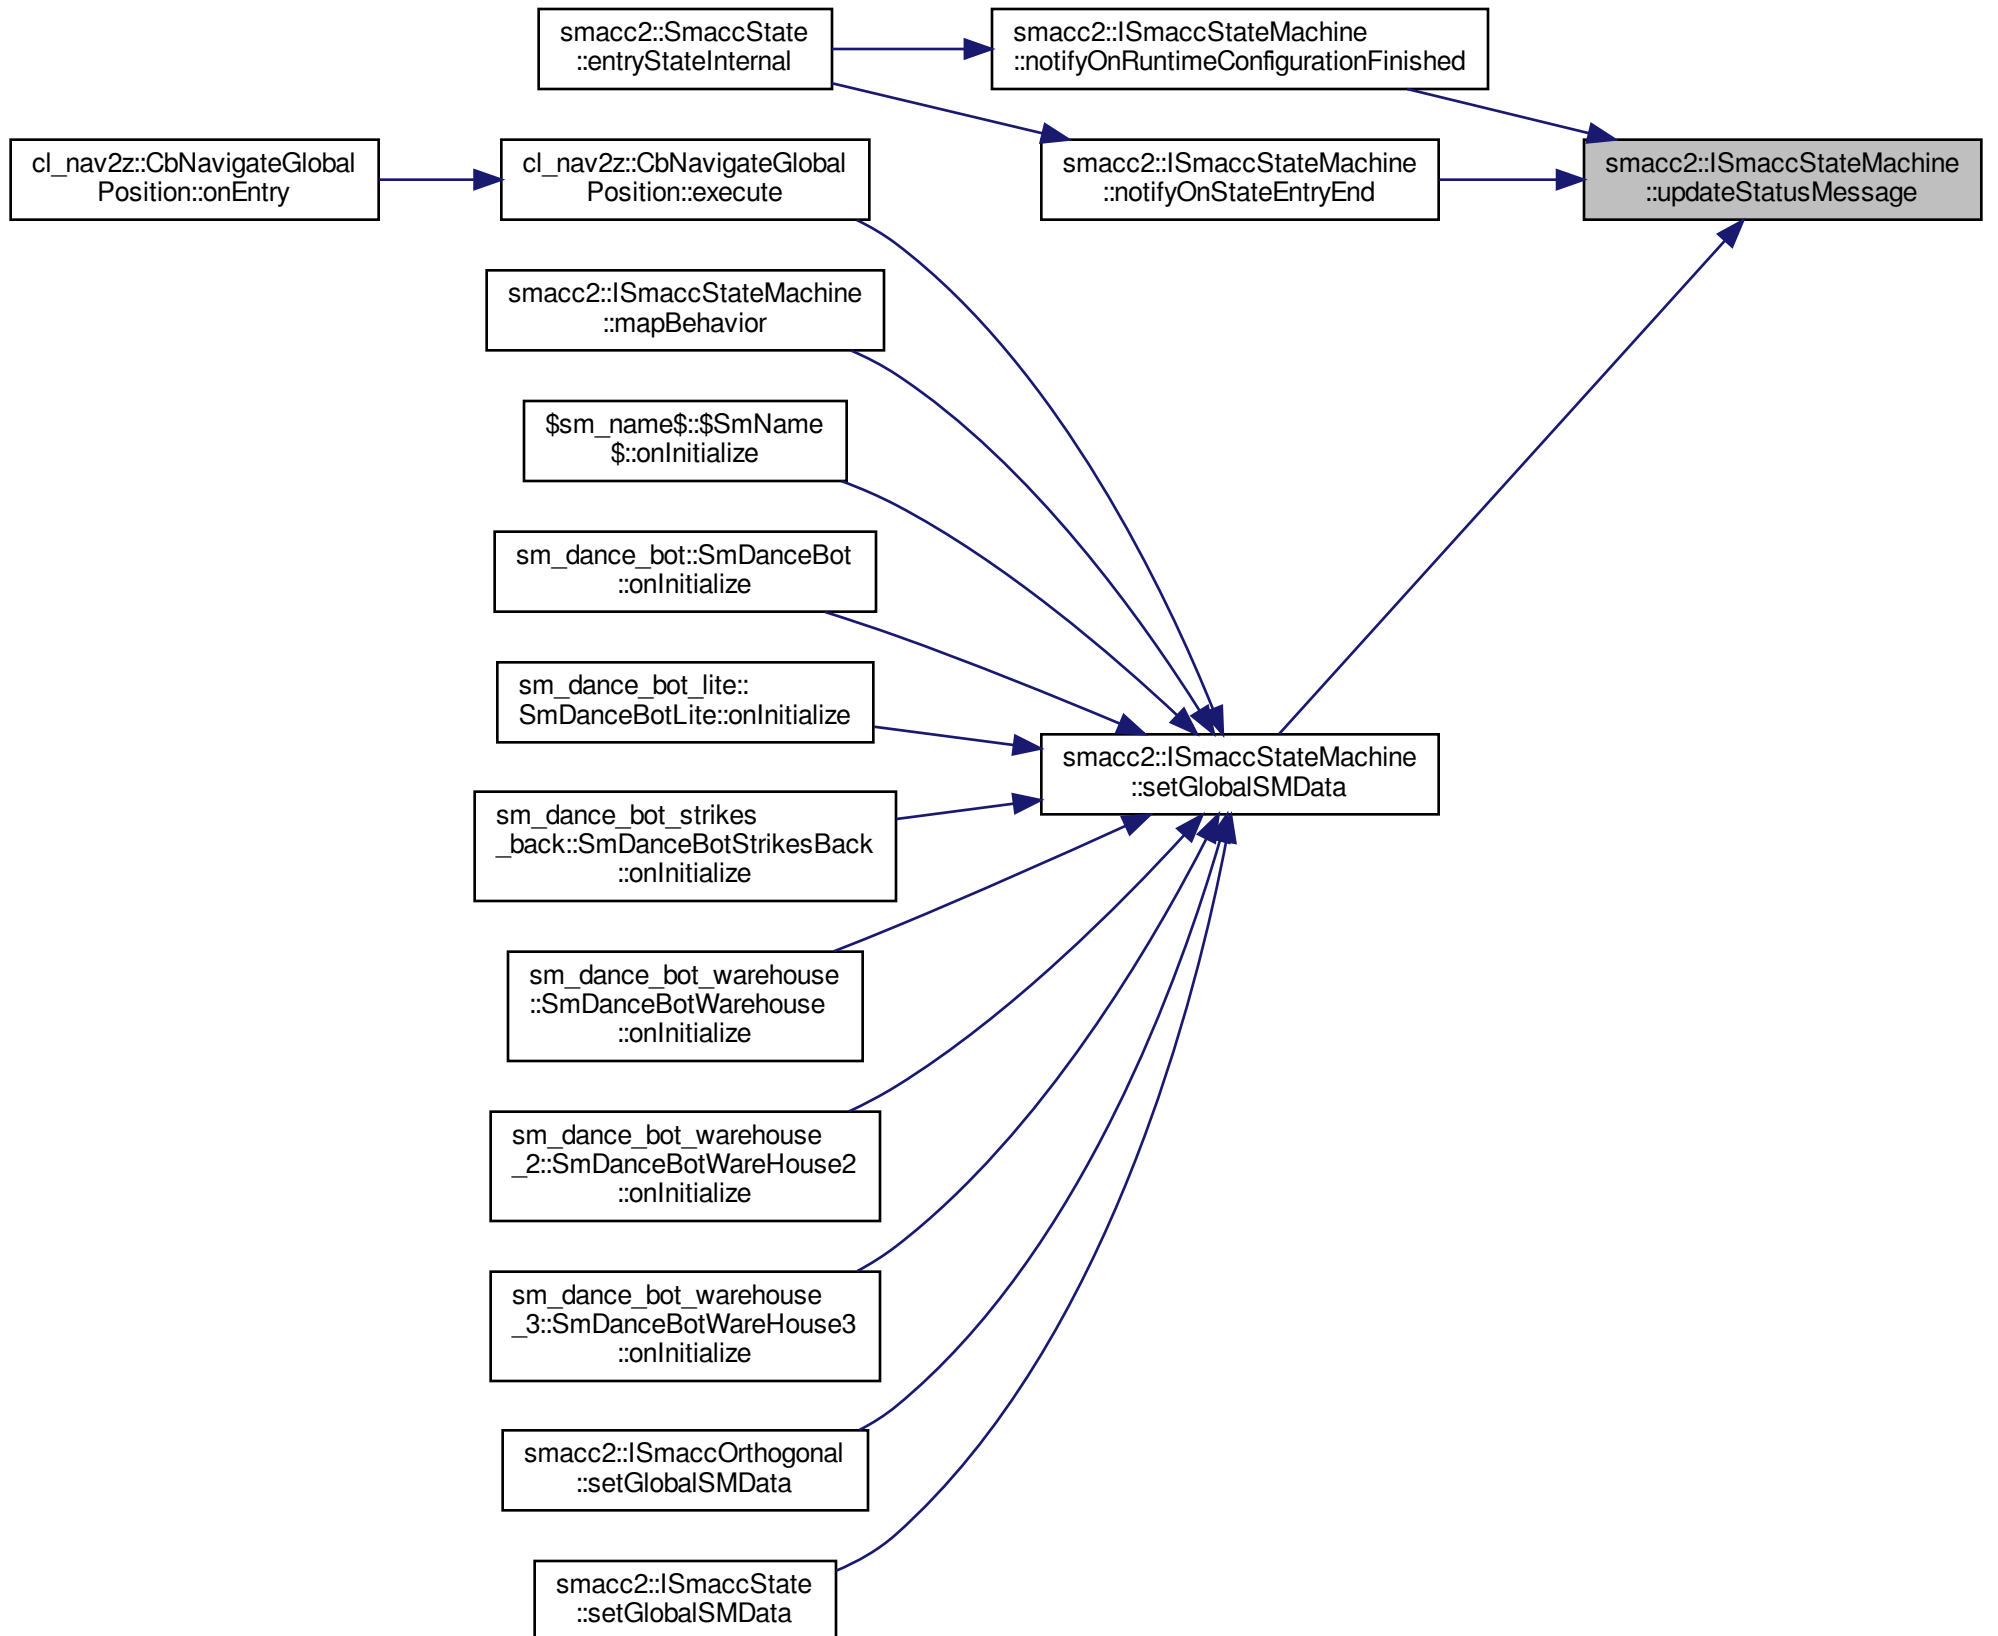 smacc2::SmaccState
::entryStateInternal
smacc2::ISmaccStateMachine
::notifyOnRuntimeConfigurationFinished
cl_nav2z::CbNavigateGlobal
Position::onEntry
cl_nav2z::CbNavigateGlobal
Position::execute
smacc2::ISmaccStateMachine
::notifyOnStateEntryEnd
smacc2::ISmaccStateMachine
::updateStatusMessage
smacc2::ISmaccStateMachine
::mapBehavior
$sm_name$::$SmName
$::onInitialize
sm_dance_bot::SmDanceBot
::onInitialize
sm_dance_bot_lite::
SmDanceBotLite::onInitialize
smacc2::ISmaccStateMachine
::setGlobalSMData
sm_dance_bot_strikes
_back::SmDanceBotStrikesBack
::onInitialize
sm_dance_bot_warehouse
::SmDanceBotWarehouse
::onInitialize
sm_dance_bot_warehouse
_2::SmDanceBotWareHouse2
::onInitialize
sm_dance_bot_warehouse
_3::SmDanceBotWareHouse3
::onInitialize
smacc2::ISmaccOrthogonal
::setGlobalSMData
smacc2::ISmaccState
::setGlobalSMData